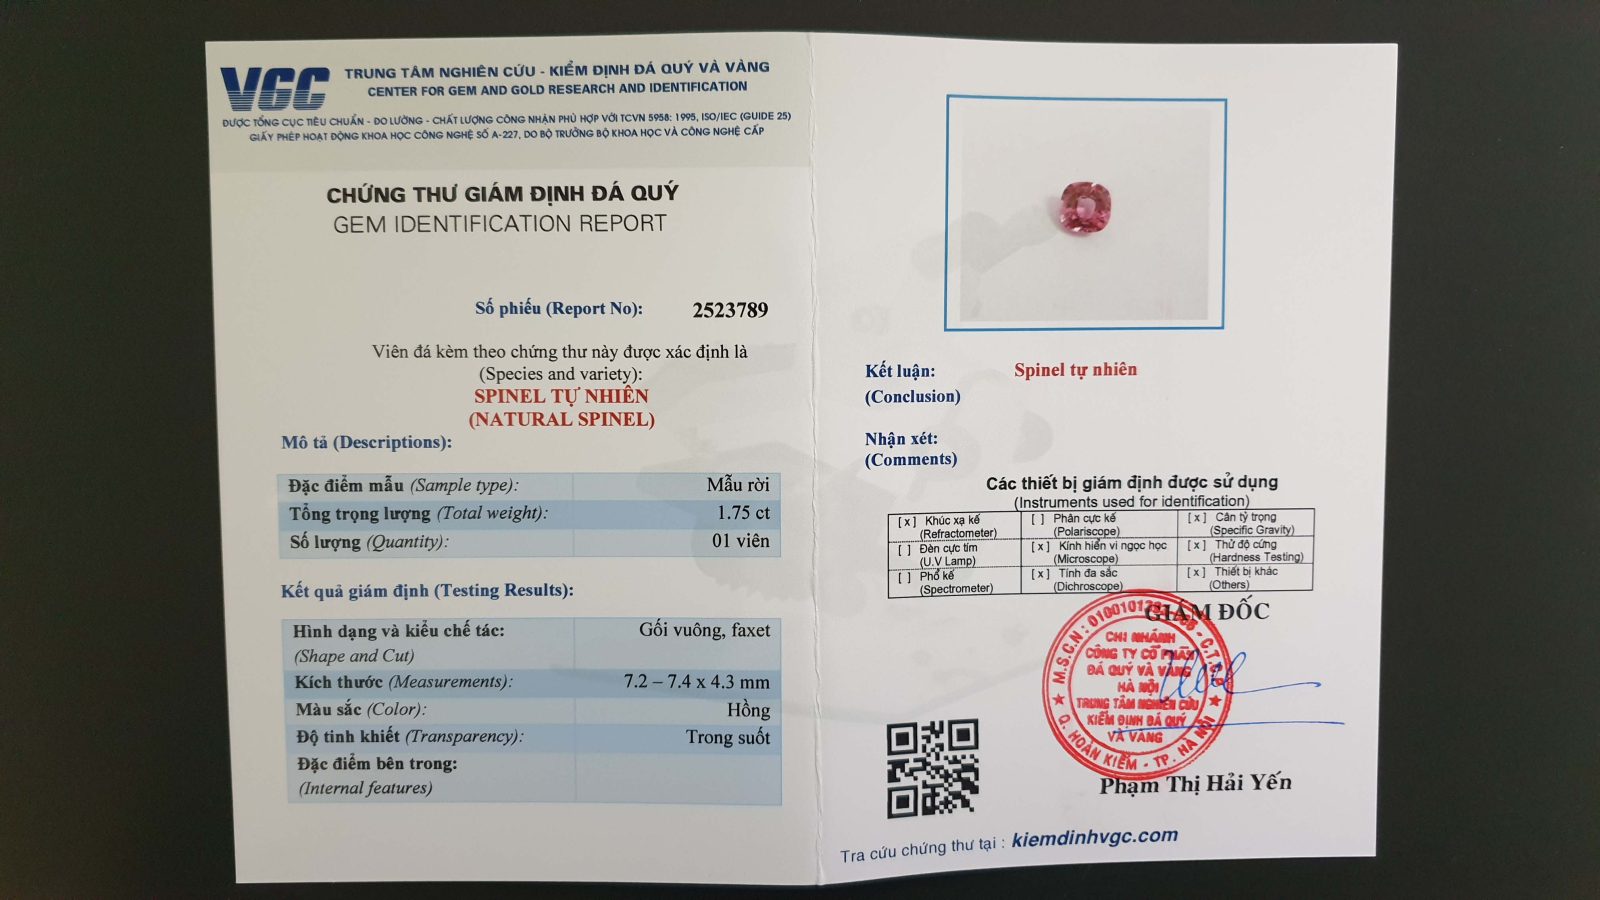 VGC
TRUNG TÂM NGHIÊN CỨU - KIỂM ĐỊNH ĐÁ QUÝ VÀ VÀNG
CENTER FOR GEM AND GOLD RESEARCH AND IDENTIFICATION
ĐƯỢC TỔNG CỤC TIÊU CHUẨN - ĐO LƯỜNG - CHẤT LƯỢNG CÔNG NHẬN PHÙ HỢP VỚI TCVN 5958: 1995, ISO/IEC (GUIDE 25)
GIẤY PHÉP HOẠT ĐỘNG KHOA HỌC CÔNG NGHỆ SỐ A-227, DO BỘ TRƯỞNG BỘ KHOA HỌC VÀ CÔNG NGHỆ CẤP
CHỨNG THƯ GIÁM ĐỊNH ĐÁ QUÝ
GEM IDENTIFICATION REPORT
Số phiếu (Report No): 2523789
Viên đá kèm theo chứng thư này được xác định là
(Species and variety):
SPINEL TỰ NHIÊN
(NATURAL SPINEL)
Mô tả (Descriptions):
Đặc điểm mẫu (Sample type): Mẫu rời
Tổng trọng lượng (Total weight): 1.75 ct
Số lượng (Quantity): 01 viên
Kết quả giám định (Testing Results):
Hình dạng và kiểu chế tác: Gối vuông, faxet
(Shape and Cut)
Kích thước (Measurements): 7.2 – 7.4 x 4.3 mm
Màu sắc (Color): Hồng
Độ tinh khiết (Transparency): Trong suốt
Đặc điểm bên trong:
(Internal features)
Kết luận: Spinel tự nhiên
(Conclusion)
Nhận xét:
(Comments)
Các thiết bị giám định được sử dụng
(Instruments used for identification)
[x] Khúc xạ kế [ ] Phân cực kế [x] Cân tỷ trọng
(Refractometer) (Polariscope) (Specific Gravity)
[ ] Đèn cực tím [x] Kính hiển vi ngọc học [x] Thử độ cứng
(U.V Lamp) (Microscope) (Hardness Testing)
[ ] Phổ kế [x] Tính đa sắc [x] Thiết bị khác
(Spectrometer) (Dichroscope) (Others)
GIÁM ĐỐC
CHI NHÁNH
CÔNG TY CỔ PHẦN
ĐÁ QUÝ VÀ VÀNG
HÀ NỘI
TRUNG TÂM NGHIÊN CỨU
KIỂM ĐỊNH ĐÁ QUÝ
VÀ VÀNG
Q. HOÀN KIẾM - TP. HÀ NỘI
Phạm Thị Hải Yến
Tra cứu chứng thư tại : kiemdinhvgc.com